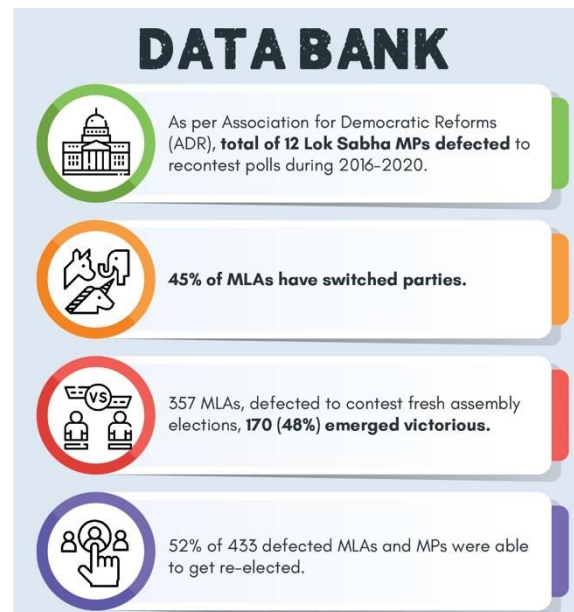 DATA BANK
As per Association for Democratic Reforms
(ADR), total of 12 Lok Sabha MPs defected to
recontest polls during 2016-2020.
45% of MLAs have switched parties.
VS
357 MLAs, defected to contest fresh assembly
elections, 170 (48%) emerged victorious.
52% of 433 defected MLAs and MPs were able
to get re-elected.